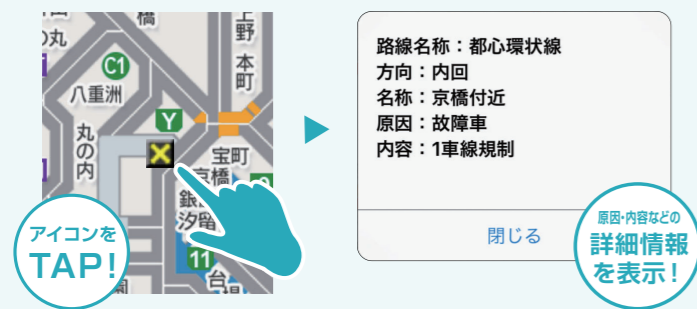 橋
上野
本町
の丸
C1
八重洲
Y
丸の内
宝町
京橋
銀
汐留
11
台
場
アイコンを
TAP!
路線名称：都心環状線
方向：内回
名称：京橋付近
原因：故障車
内容：1車線規制
閉じる
原因・内容などの
詳細情報
を表示！